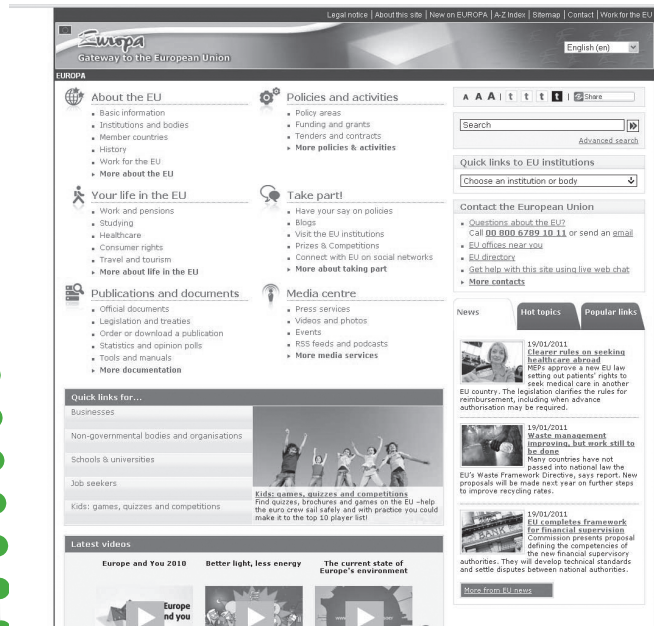 Legal notice | About this site | New on EUROPA | A-Z Index | Sitemap | Contact | Work for the EU
Europa
Gateway to the European Union
English (en)
EUROPA
About the EU
Basic information
Institutions and bodies
Member countries
History
Work for the EU
More about the EU
Policies and activities
Policy areas
Funding and grants
Tenders and contracts
More policies & activities
Your life in the EU
Work and pensions
Studying
Healthcare
Consumer rights
Travel and tourism
More about life in the EU
Take part!
Have your say on policies
Blogs
Visit the EU institutions
Prizes & Competitions
Connect with EU on social networks
More about taking part
Publications and documents
Official documents
Legislation and treaties
Order or download a publication
Statistics and opinion polls
Tools and manuals
More documentation
Media centre
Press services
Videos and photos
Events
RSS feeds and podcasts
More media services
Quick links for...
Businesses
Non-governmental bodies and organisations
Schools & universities
Job seekers
Kids: games, quizzes and competitions
Kids: games, quizzes and competitions
Find quizzes, brochures and games on the EU –help
the euro crew sail safely and with practice you could
make it to the top 10 player list!
Latest videos
Europe and You 2010
Better light, less energy
The current state of
Europe's environment
Europe
nd you
A A A | t t t t | Share
Search
Advanced search
Quick links to EU institutions
Choose an institution or body
Contact the European Union
Questions about the EU?
Call 00 800 6789 10 11 or send an email
EU offices near you
EU directory
Get help with this site using live web chat
More contacts
News
Hot topics
Popular links
19/01/2011
Clearer rules on seeking
healthcare abroad
MEPs approve a new EU law
setting out patients' rights to
seek medical care in another
EU country. The legislation clarifies the rules for
reimbursement, including when advance
authorisation may be required.
19/01/2011
Waste management
improving, but work still to
be done
Many countries have not
passed into national law the
EU's Waste Framework Directive, says report. New
proposals will be made next year on further steps
to improve recycling rates.
BANK
19/01/2011
EU completes framework
for financial supervision
Commission presents proposal
defining the competencies of
the new financial supervisory
authorities. They will develop technical standards
and settle disputes between national authorities.
More from EU news